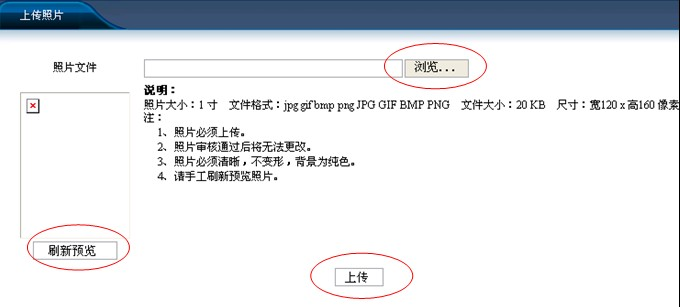 上传照片
照片文件
浏览...
说明：
照片大小：1 寸 文件格式：jpg gif bmp png JPG GIF BMP PNG 文件大小：20 KB 尺寸：宽120 x 高160 像素
注：
1、照片必须上传。
2、照片审核通过后将无法更改。
3、照片必须清晰，不变形，背景为纯色。
4、请手工刷新预览照片。
刷新预览
上传